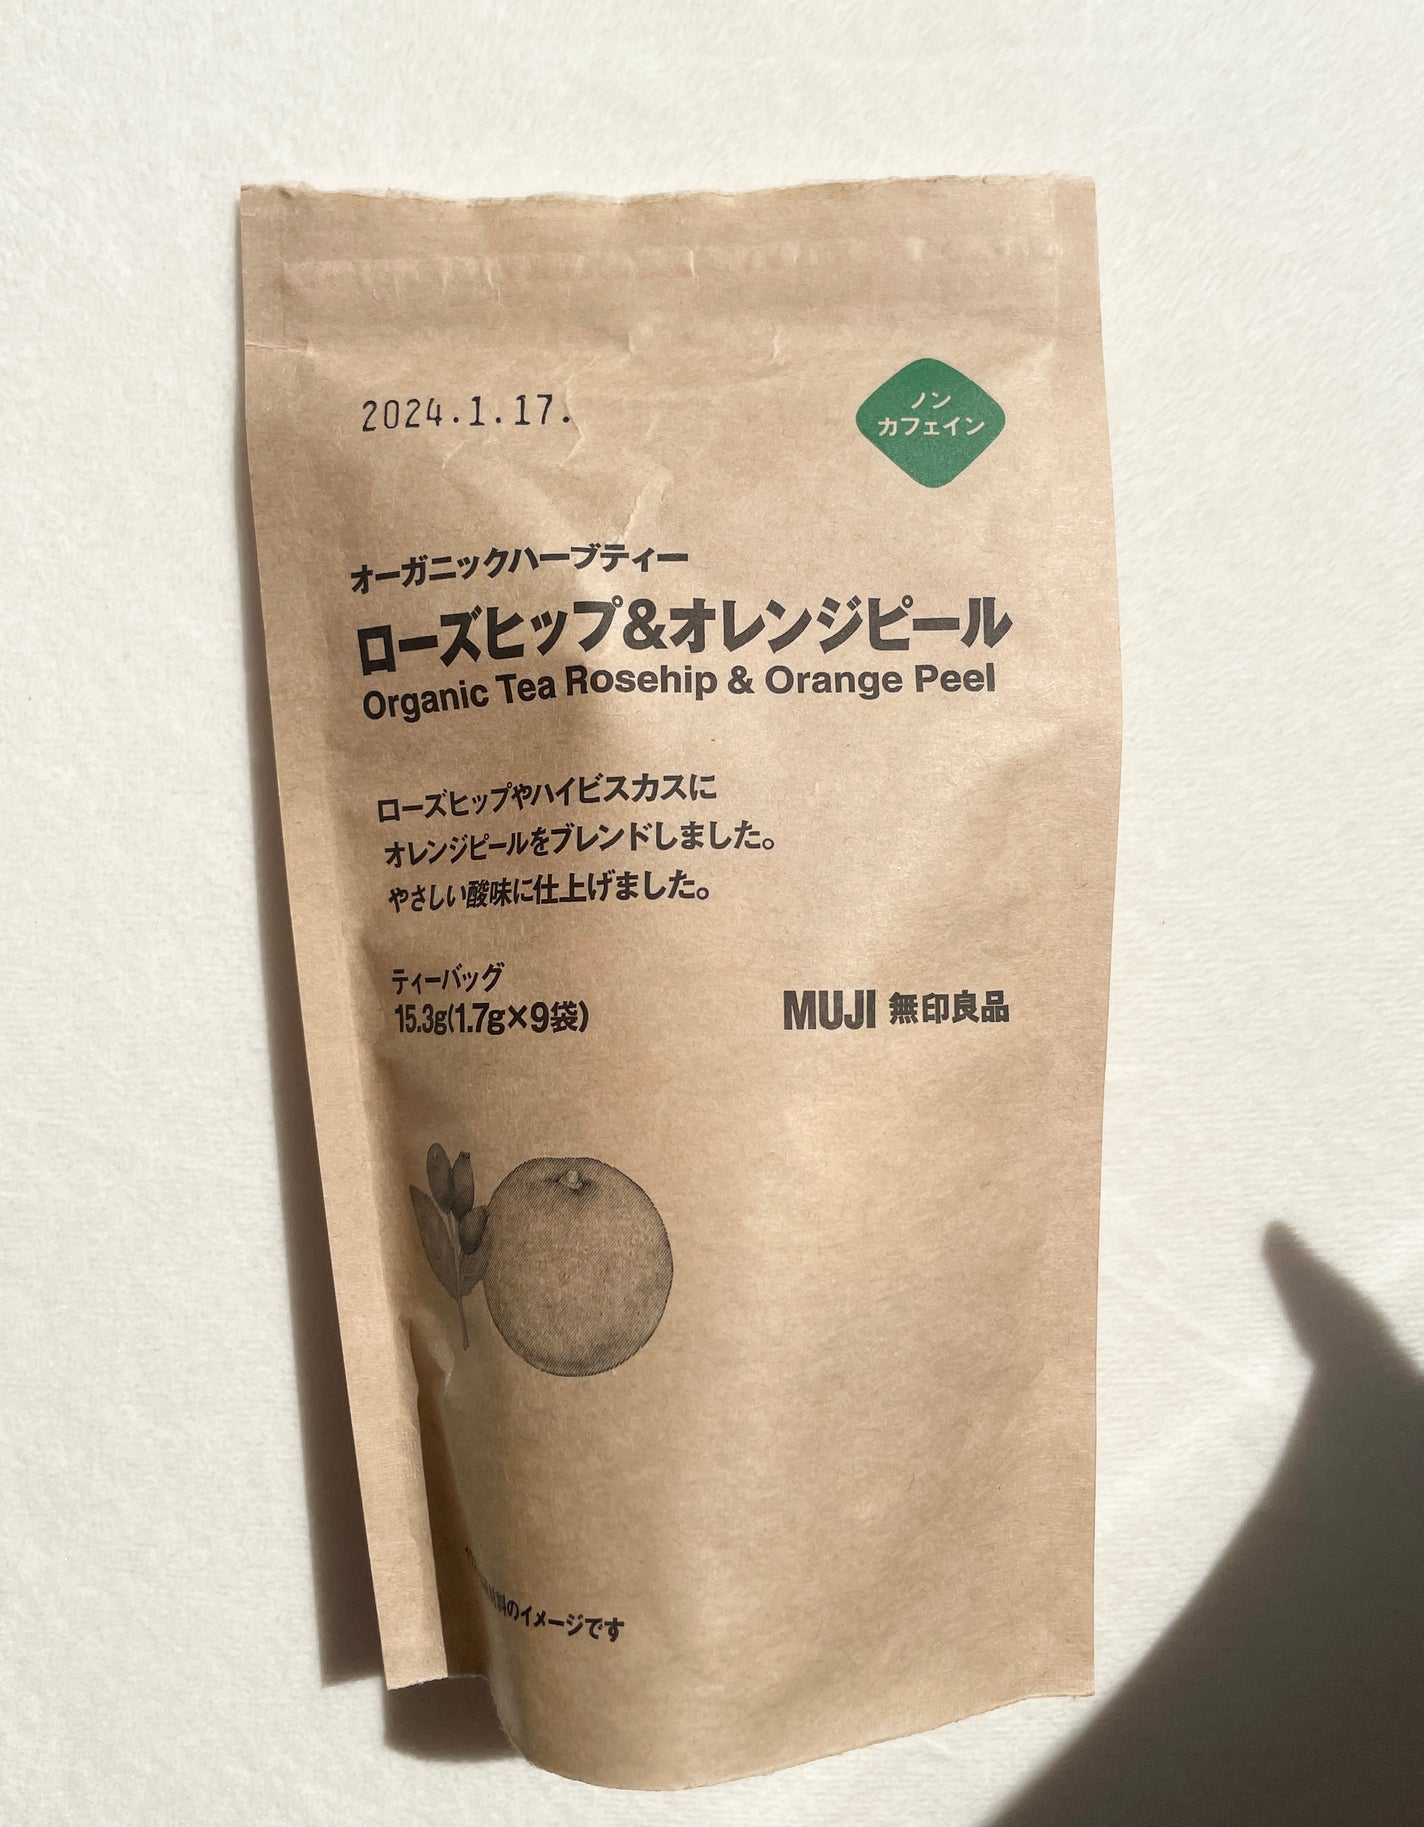 2024.1.17.
ノン
カフェイン
オーガニックハーブティー
ローズヒップ&オレンジピール
Organic Tea Rosehip & Orange Peel
ローズヒップやハイビスカスに
オレンジピールをブレンドしました。
やさしい酸味に仕上げました。
ティーバッグ
15.3g(1.7g×9袋)
MUJI 無印良品
料のイメージです